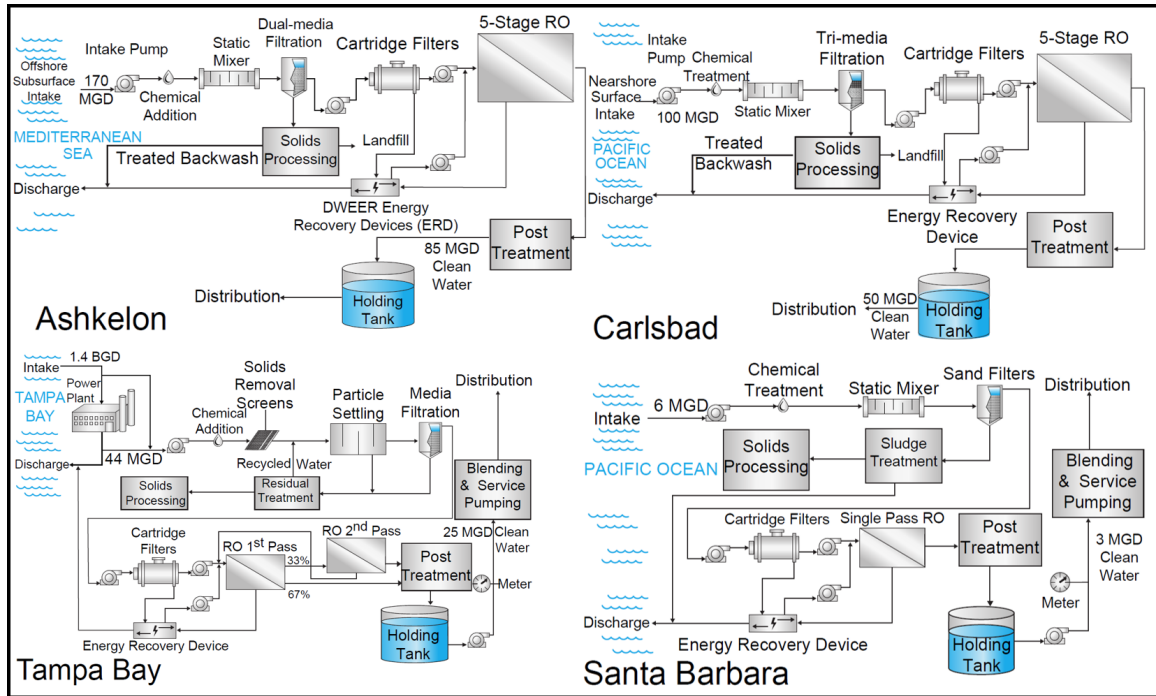 5-Stage RO
Dual-media
Filtration
Cartridge Filters
Static
Mixer
Intake Pump
Offshore
Subsurface
Intake
170
MGD
Chemical
Addition
MEDITERRANEAN
SEA
Solids
Processing
Landfill
Treated Backwash
Discharge
DWEER Energy
Recovery Devices (ERD)
Post
Treatment
85 MGD
Clean
Water
Holding
Tank
Distribution
Ashkelon
5-Stage RO
Tri-media
Filtration
Cartridge Filters
Intake
Pump
Chemical
Treatment
Nearshore
Surface
Intake
100 MGD
Static Mixer
PACIFIC
OCEAN
Treated
Backwash
Solids
Processing
Landfill
Discharge
Energy Recovery
Device
Post
Treatment
Holding
Tank
50 MGD
Clean
Water
Distribution
Carlsbad
1.4 BGD
Intake
Power
Plant
TAMPA
BAY
Discharge
44 MGD
Chemical
Addition
Solids
Removal
Screens
Particle
Settling
Media
Filtration
Distribution
Recycled Water
Solids
Processing
Residual
Treatment
Blending
& Service
Pumping
25 MGD
Clean
Water
Cartridge
Filters
RO 1st Pass
33%
67%
RO 2nd Pass
Post
Treatment
Meter
Energy Recovery Device
Holding
Tank
Tampa Bay
Chemical
Treatment
Static Mixer
Sand Filters
Distribution
Intake
6 MGD
PACIFIC OCEAN
Solids
Processing
Sludge
Treatment
Blending
& Service
Pumping
Cartridge Filters
Single Pass RO
Post
Treatment
3 MGD
Clean
Water
Meter
Discharge
Energy Recovery Device
Holding
Tank
Santa Barbara